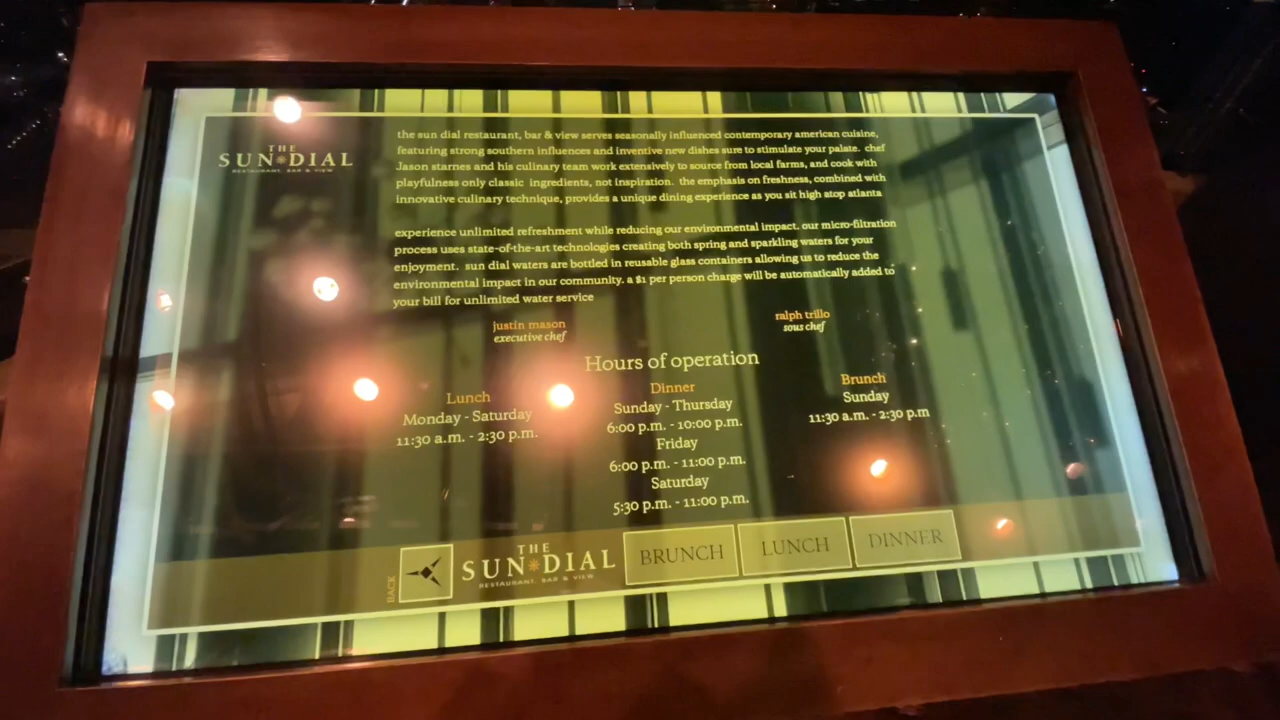 THE
SUN DIAL
RESTAURANT, BAR & VIEW
the sun dial restaurant, bar & view serves seasonally influenced contemporary american cuisine,
featuring strong southern influences and inventive new dishes sure to stimulate your palate. chef
Jason starnes and his culinary team work extensively to source from local farms, and cook with
playfulness only classic ingredients, not inspiration. the emphasis on freshness, combined with
innovative culinary technique, provides a unique dining experience as you sit high atop atlanta
experience unlimited refreshment while reducing our environmental impact. our micro-filtration
process uses state-of-the-art technologies creating both spring and sparkling waters for your
enjoyment. sun dial waters are bottled in reusable glass containers allowing us to reduce the
environmental impact in our community. a $1 per person charge will be automatically added to
your bill for unlimited water service
justin mason
executive chef
ralph trillo
sous chef
Hours of operation
Lunch
Monday - Saturday
11:30 a.m. - 2:30 p.m.
Dinner
Sunday - Thursday
6:00 p.m. - 10:00 p.m.
Friday
6:00 p.m. - 11:00 p.m.
Saturday
5:30 p.m. - 11:00 p.m.
Brunch
Sunday
11:30 a.m. - 2:30 p.m
BACK
THE
SUN DIAL
RESTAURANT, BAR & VIEW
BRUNCH
LUNCH
DINNER